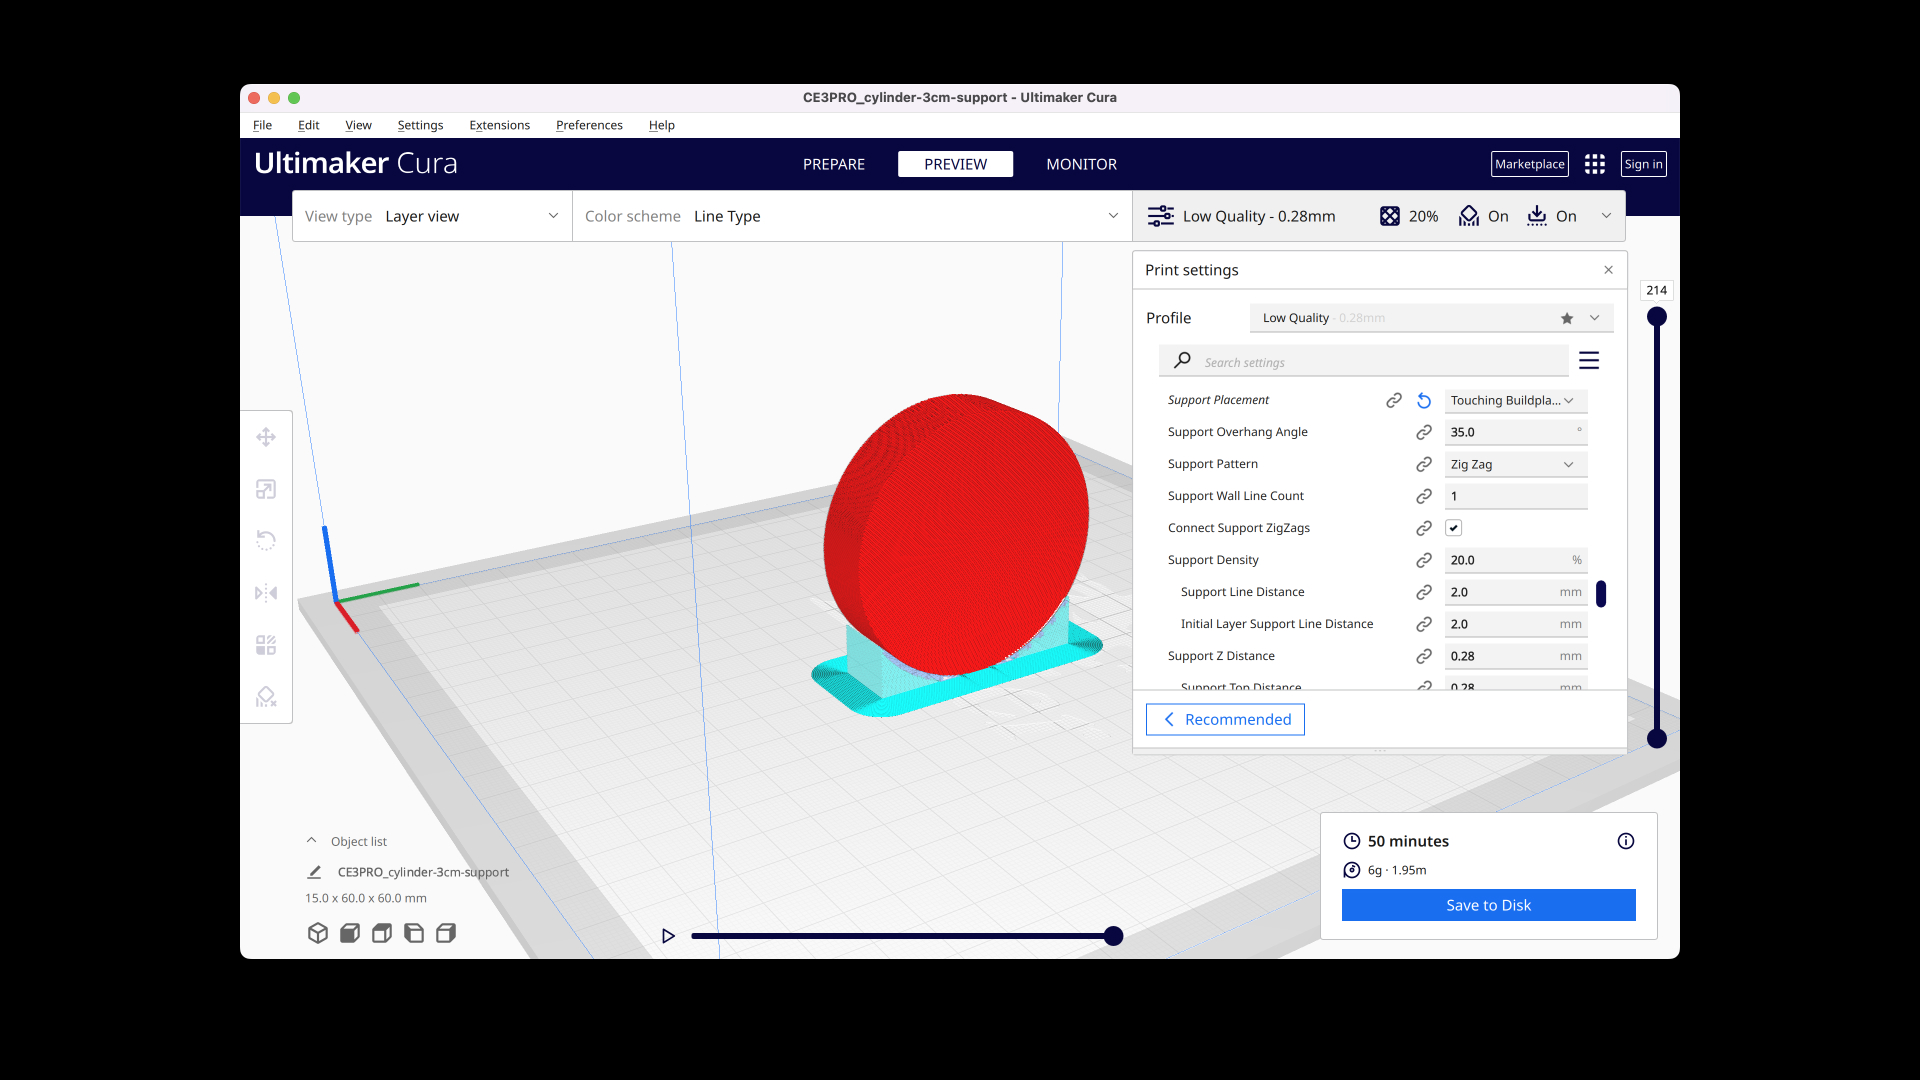 CE3PRO_cylinder-3cm-support - Ultimaker Cura
File Edit View Settings Extensions Preferences Help
Ultimaker Cura PREPARE PREVIEW MONITOR Marketplace Sign in
View type Layer view Color scheme Line Type Low Quality - 0.28mm 20% On On
Print settings
214
Profile Low Quality - 0.28mm
Search settings
Support Placement Touching Buildpla...
Support Overhang Angle 35.0 °
Support Pattern Zig Zag
Support Wall Line Count 1
Connect Support ZigZags
Support Density 20.0 %
Support Line Distance 2.0 mm
Initial Layer Support Line Distance 2.0 mm
Support Z Distance 0.28 mm
Support Top Distance 0.28 mm
Recommended
Object list
CE3PRO_cylinder-3cm-support
15.0 x 60.0 x 60.0 mm
50 minutes
6g · 1.95m
Save to Disk